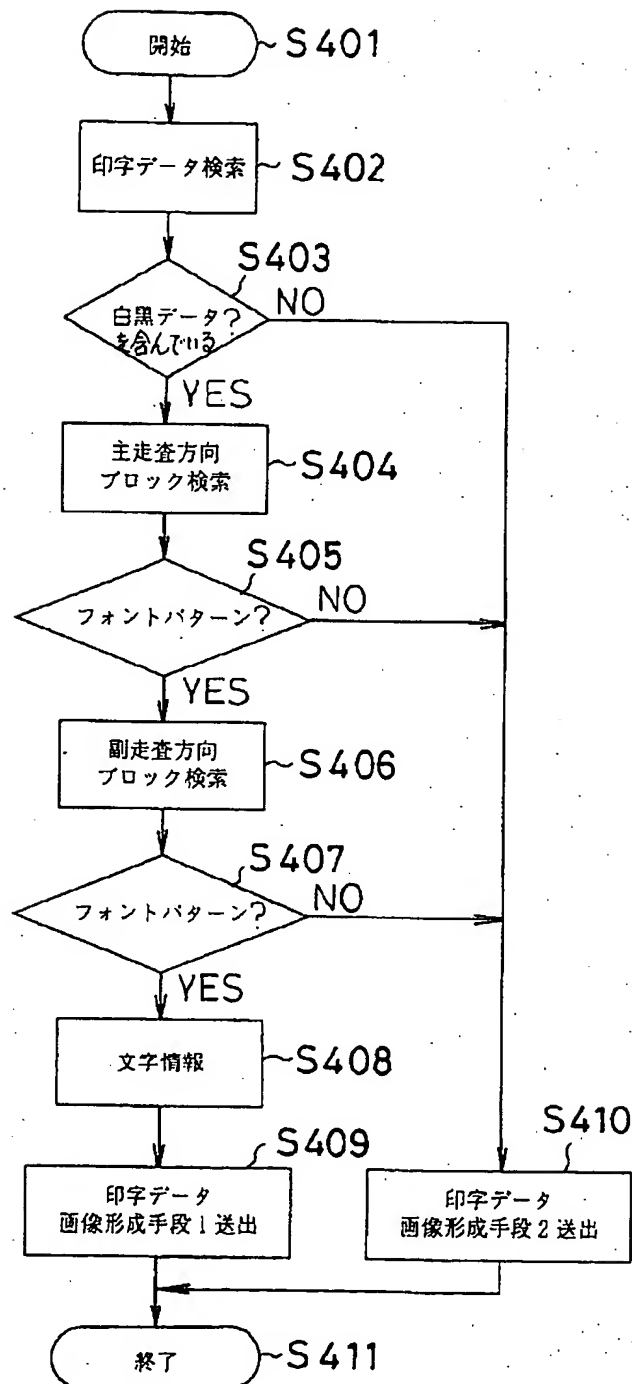 開始
S401
印字データ検索
S402
S403
白黒データ?
を含んでいる
NO
YES
主走査方向
ブロック検索
S404
S405
フォントパターン?
NO
YES
副走査方向
ブロック検索
S406
S407
フォントパターン?
NO
YES
文字情報
S408
S409
印字データ
画像形成手段1送出
S410
印字データ
画像形成手段2送出
終了
S411